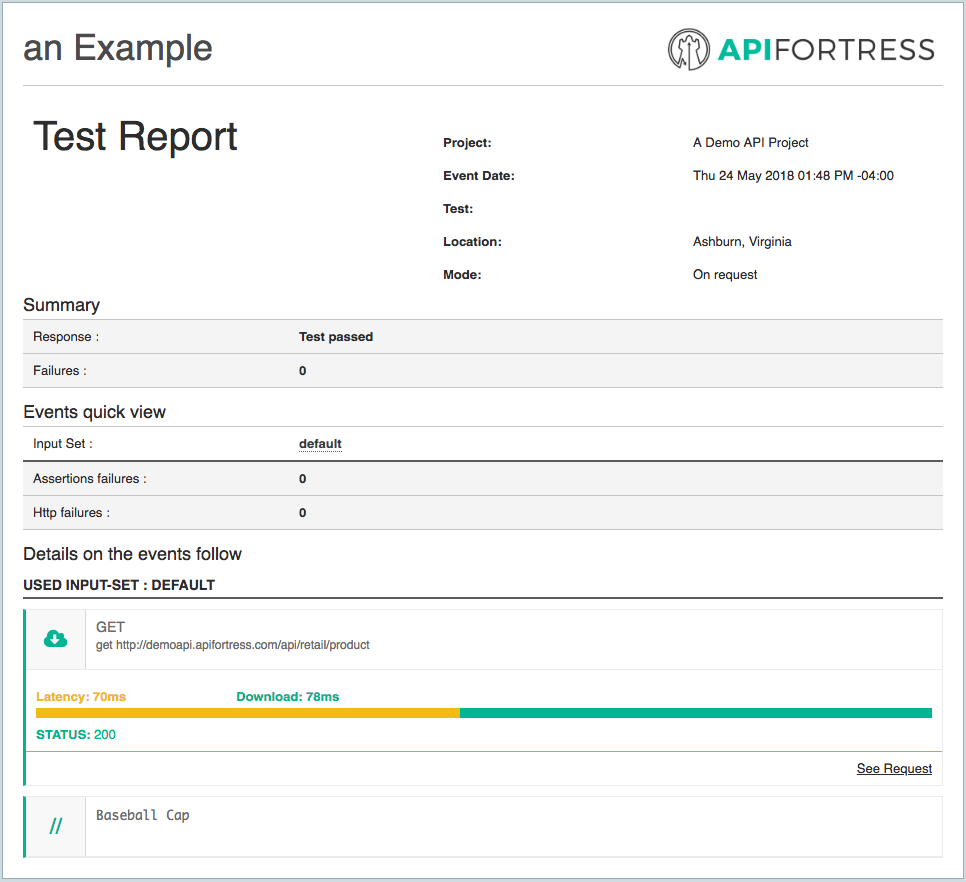 an Example
APIFORTRESS
Test Report
Project: A Demo API Project
Event Date: Thu 24 May 2018 01:48 PM -04:00
Test:
Location: Ashburn, Virginia
Mode: On request
Summary
Response : Test passed
Failures : 0
Events quick view
Input Set : default
Assertions failures : 0
Http failures : 0
Details on the events follow
USED INPUT-SET : DEFAULT
GET
get http://demoapi.apifortress.com/api/retail/product
Latency: 70ms Download: 78ms
STATUS: 200
See Request
// Baseball Cap